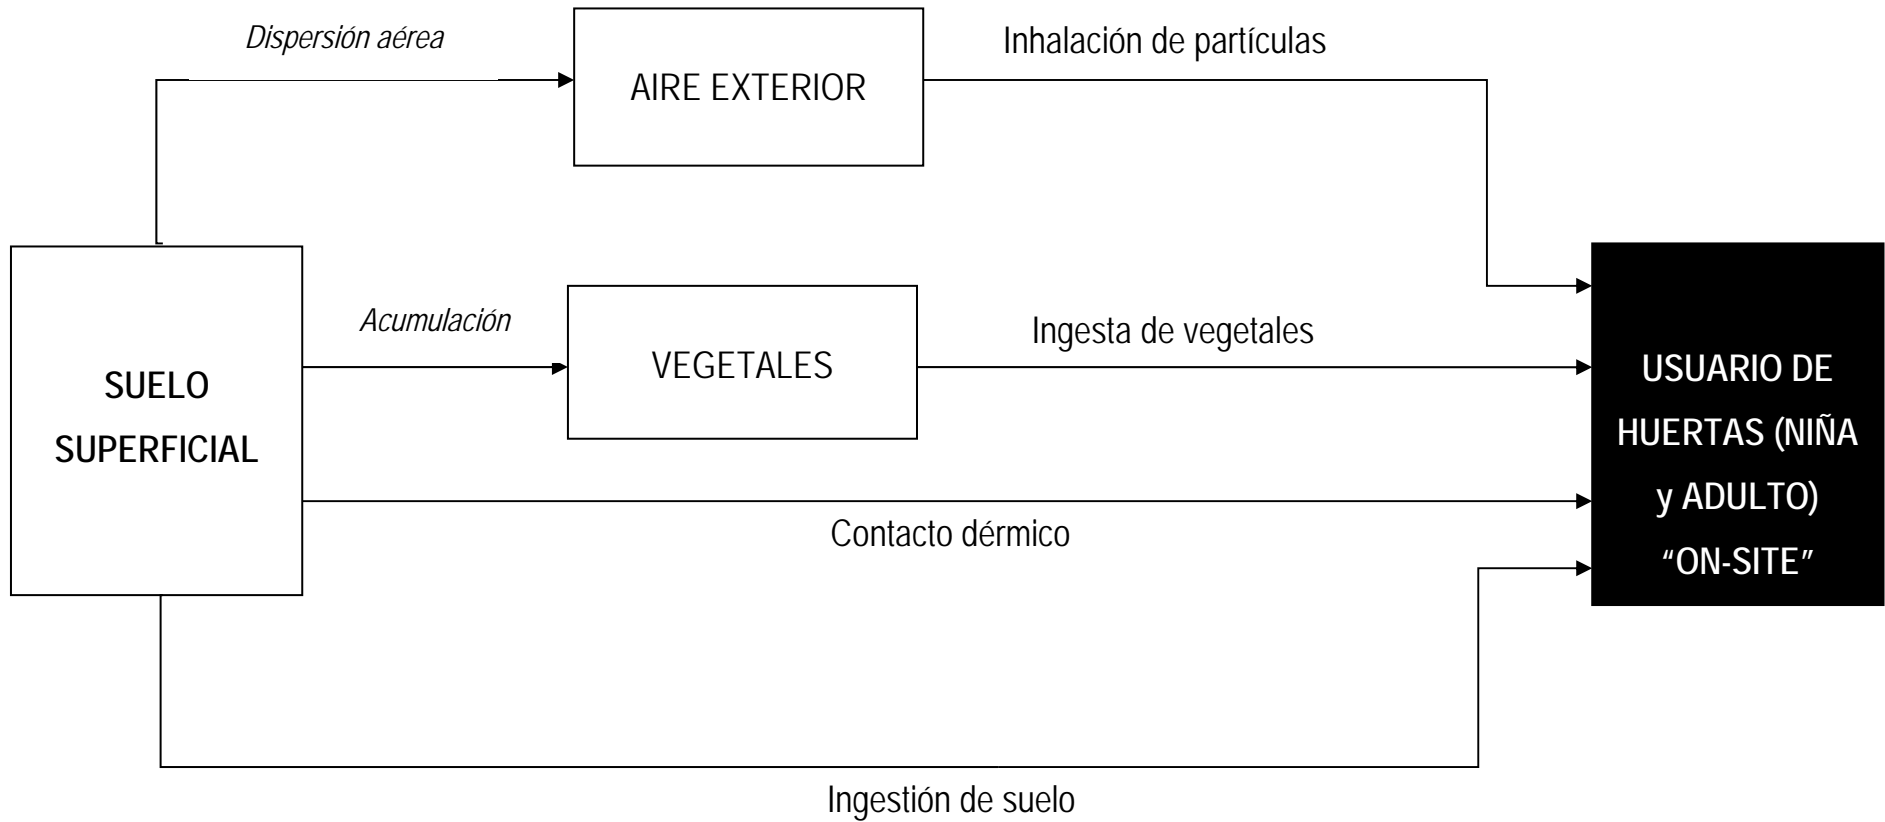 Dispersión aérea
Inhalación de partículas
AIRE EXTERIOR
Acumulación
Ingesta de vegetales
VEGETALES
SUELO
SUPERFICIAL
USUARIO DE
HUERTAS (NIÑA
y ADULTO)
“ON-SITE”
Contacto dérmico
Ingestión de suelo